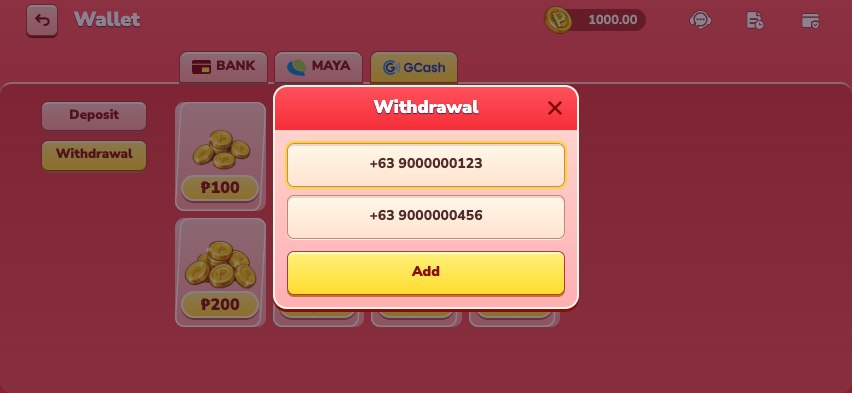 Wallet
1000.00
BANK
MAYA
GCash
Deposit
Withdrawal
₱100
₱200
Withdrawal
+63 9000000123
+63 9000000456
Add